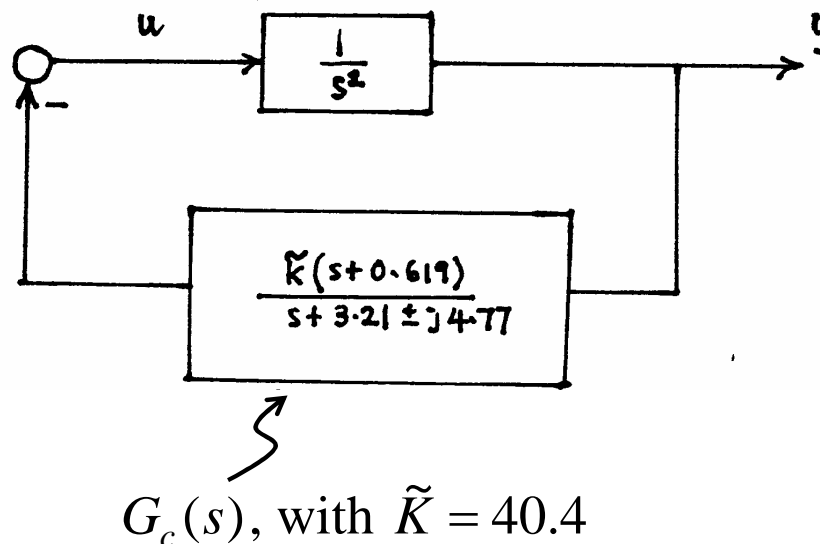 u
1
s²
-
k̃(s+0.619)
s+3.21 ± j4.77
G_c(s), with K̃ = 40.4